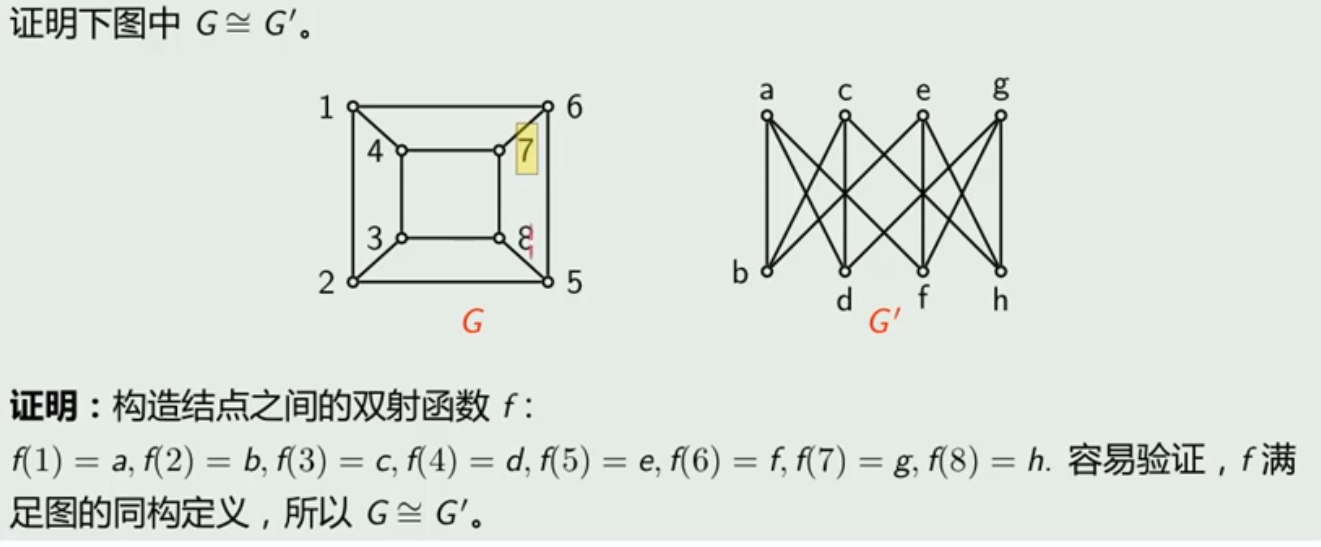 证明下图中 G ≅ G′。
a c e g
1 6
4 7
3 8
b
2 5
d f h
G G′
证明：构造结点之间的双射函数 f：
f(1) = a, f(2) = b, f(3) = c, f(4) = d, f(5) = e, f(6) = f, f(7) = g, f(8) = h. 容易验证，f 满
足图的同构定义，所以 G ≅ G′。